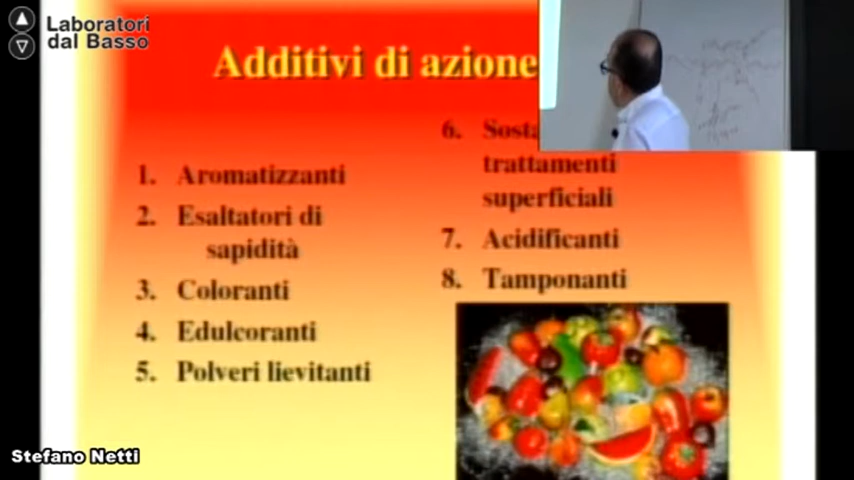 Laboratori
dal Basso
Additivi di azione
1. Aromatizzanti
2. Esaltatori di
sapidità
3. Coloranti
4. Edulcoranti
5. Polveri lievitanti
6.
trattamenti
superficiali
7. Acidificanti
8. Tamponanti
Stefano Netti